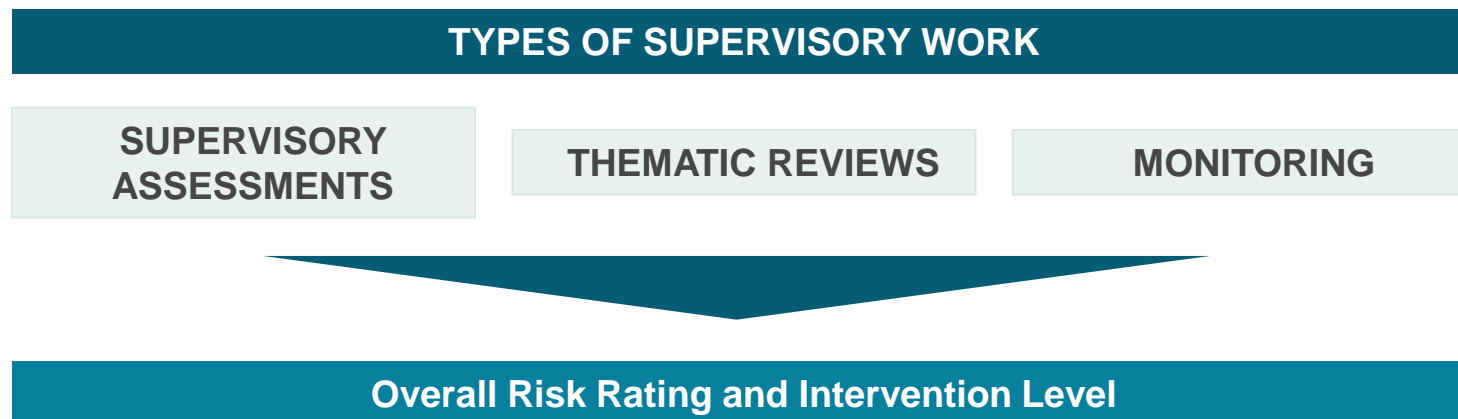 TYPES OF SUPERVISORY WORK
SUPERVISORY
ASSESSMENTS
THEMATIC REVIEWS
MONITORING
Overall Risk Rating and Intervention Level